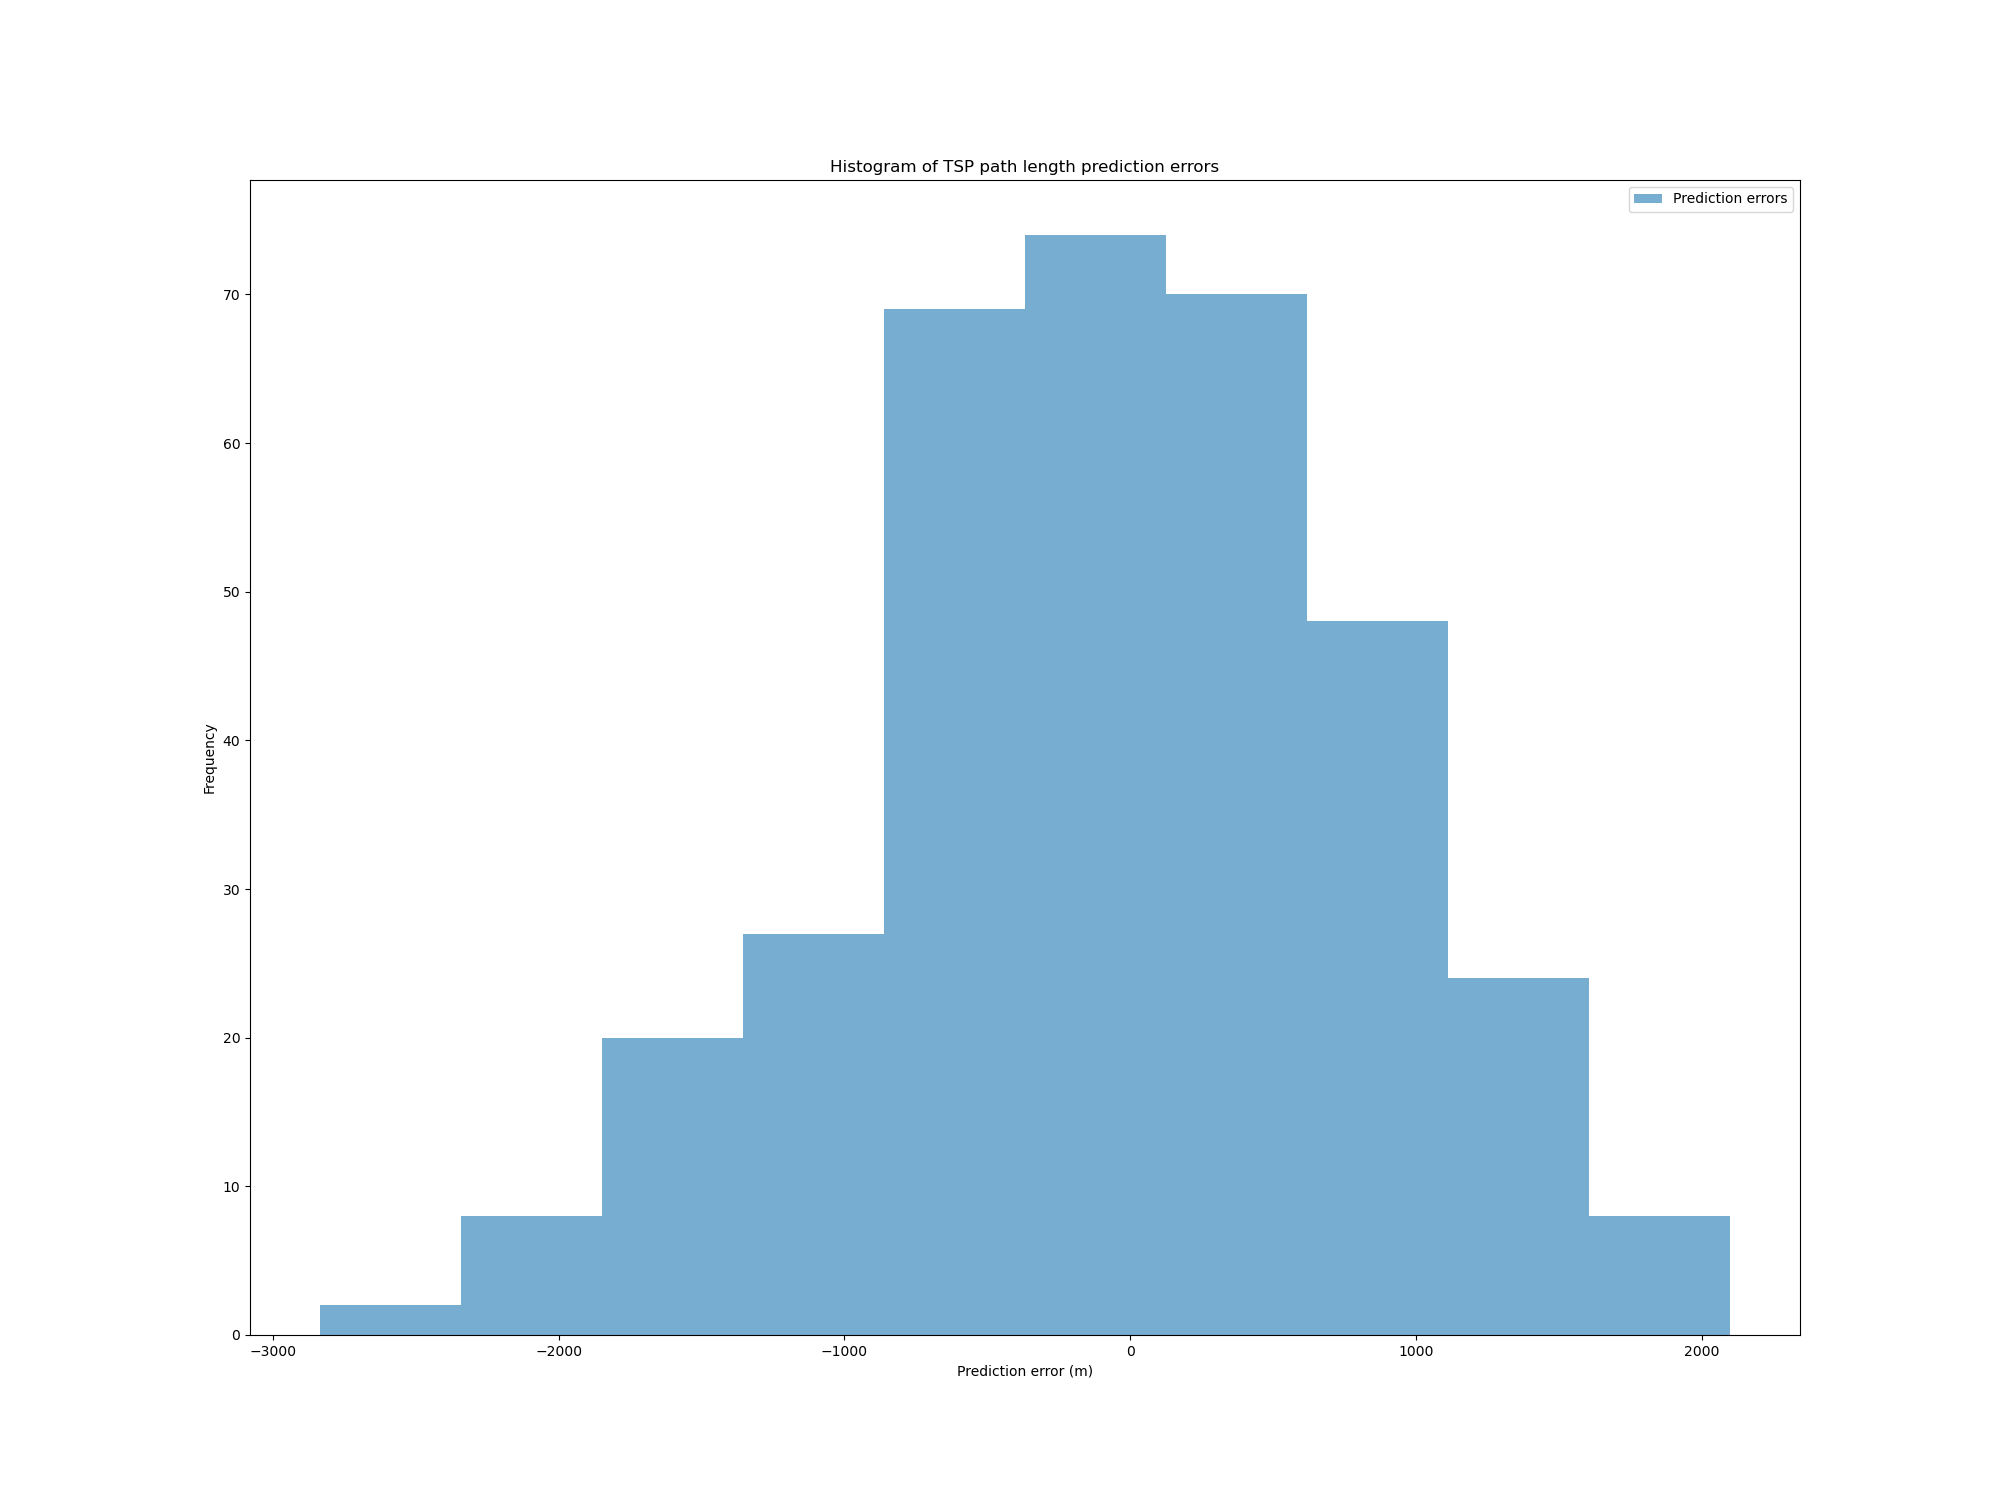 Histogram of TSP path length prediction errors
Prediction errors
70
60
50
40
30
20
10
0
Frequency
−3000 −2000 −1000 0 1000 2000
Prediction error (m)